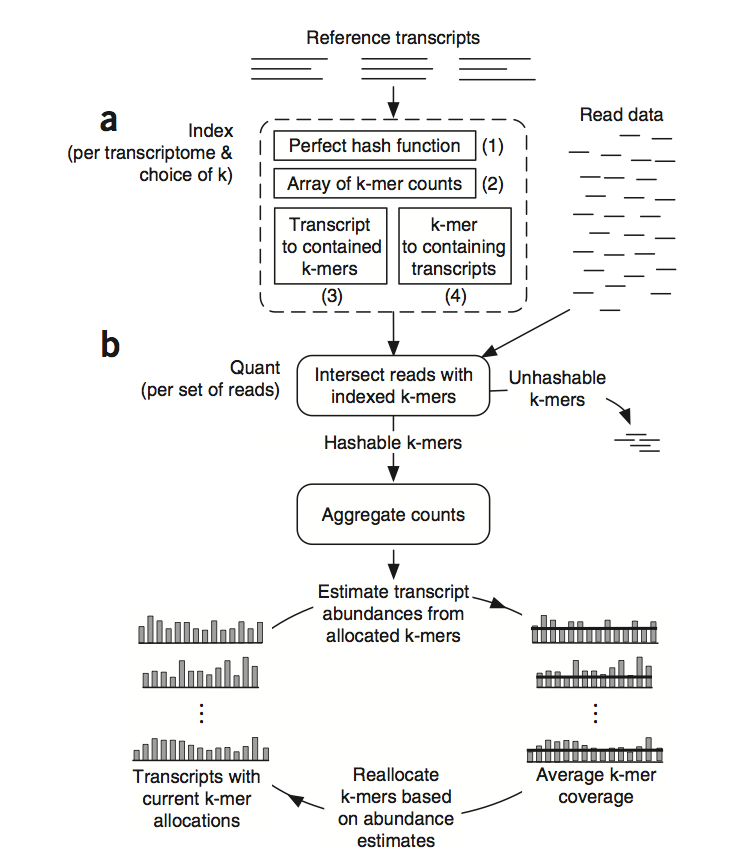 Reference transcripts
a
Index
(per transcriptome &
choice of k)
Perfect hash function
(1)
Array of k-mer counts
(2)
Transcript
to contained
k-mers
(3)
k-mer
to containing
transcripts
(4)
Read data
b
Quant
(per set of reads)
Intersect reads with
indexed k-mers
Unhashable
k-mers
Hashable k-mers
Aggregate counts
Estimate transcript
abundances from
allocated k-mers
Transcripts with
current k-mer
allocations
Reallocate
k-mers based
on abundance
estimates
Average k-mer
coverage